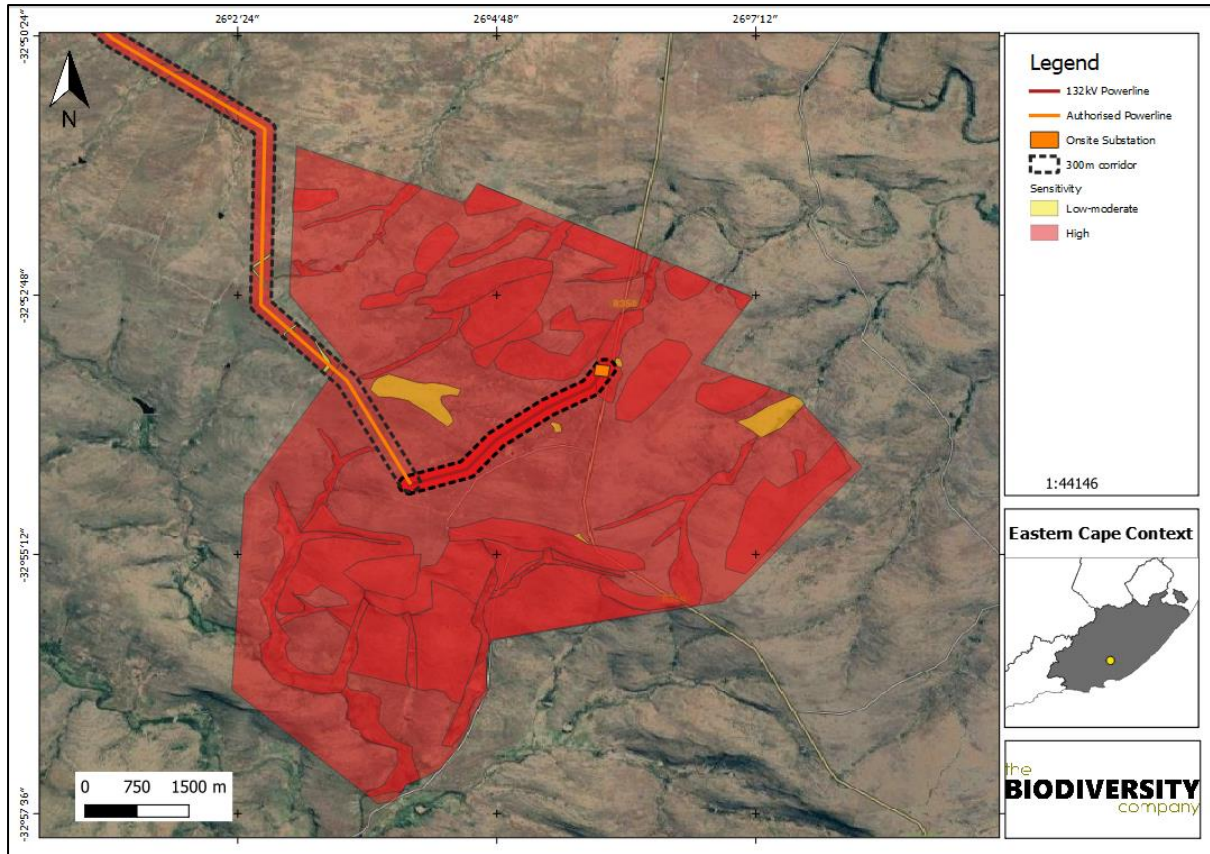 26°2'24″
26°4'48″
26°7'12″
-32°50'24″
-32°52'48″
-32°55'12″
-32°57'36″
N
0 750 1500 m
Legend
132kV Powerline
Authorised Powerline
Onsite Substation
300m corridor
Sensitivity
Low-moderate
High
1:44146
Eastern Cape Context
the
BIODIVERSITY
company